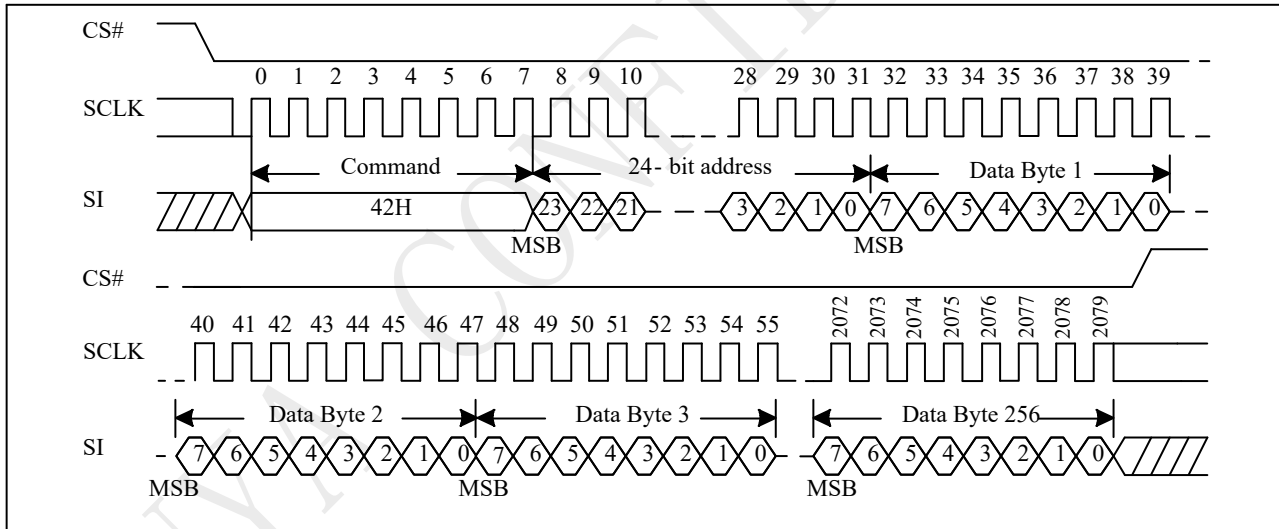 CS#
0 1 2 3 4 5 6 7 8 9 10 28 29 30 31 32 33 34 35 36 37 38 39
SCLK
Command 24- bit address Data Byte 1
SI 42H 23 22 21 3 2 1 0 7 6 5 4 3 2 1 0
MSB MSB
CS#
40 41 42 43 44 45 46 47 48 49 50 51 52 53 54 55 2072 2073 2074 2075 2076 2077 2078 2079
SCLK
Data Byte 2 Data Byte 3 Data Byte 256
SI 7 6 5 4 3 2 1 0 7 6 5 4 3 2 1 0 7 6 5 4 3 2 1 0
MSB MSB MSB